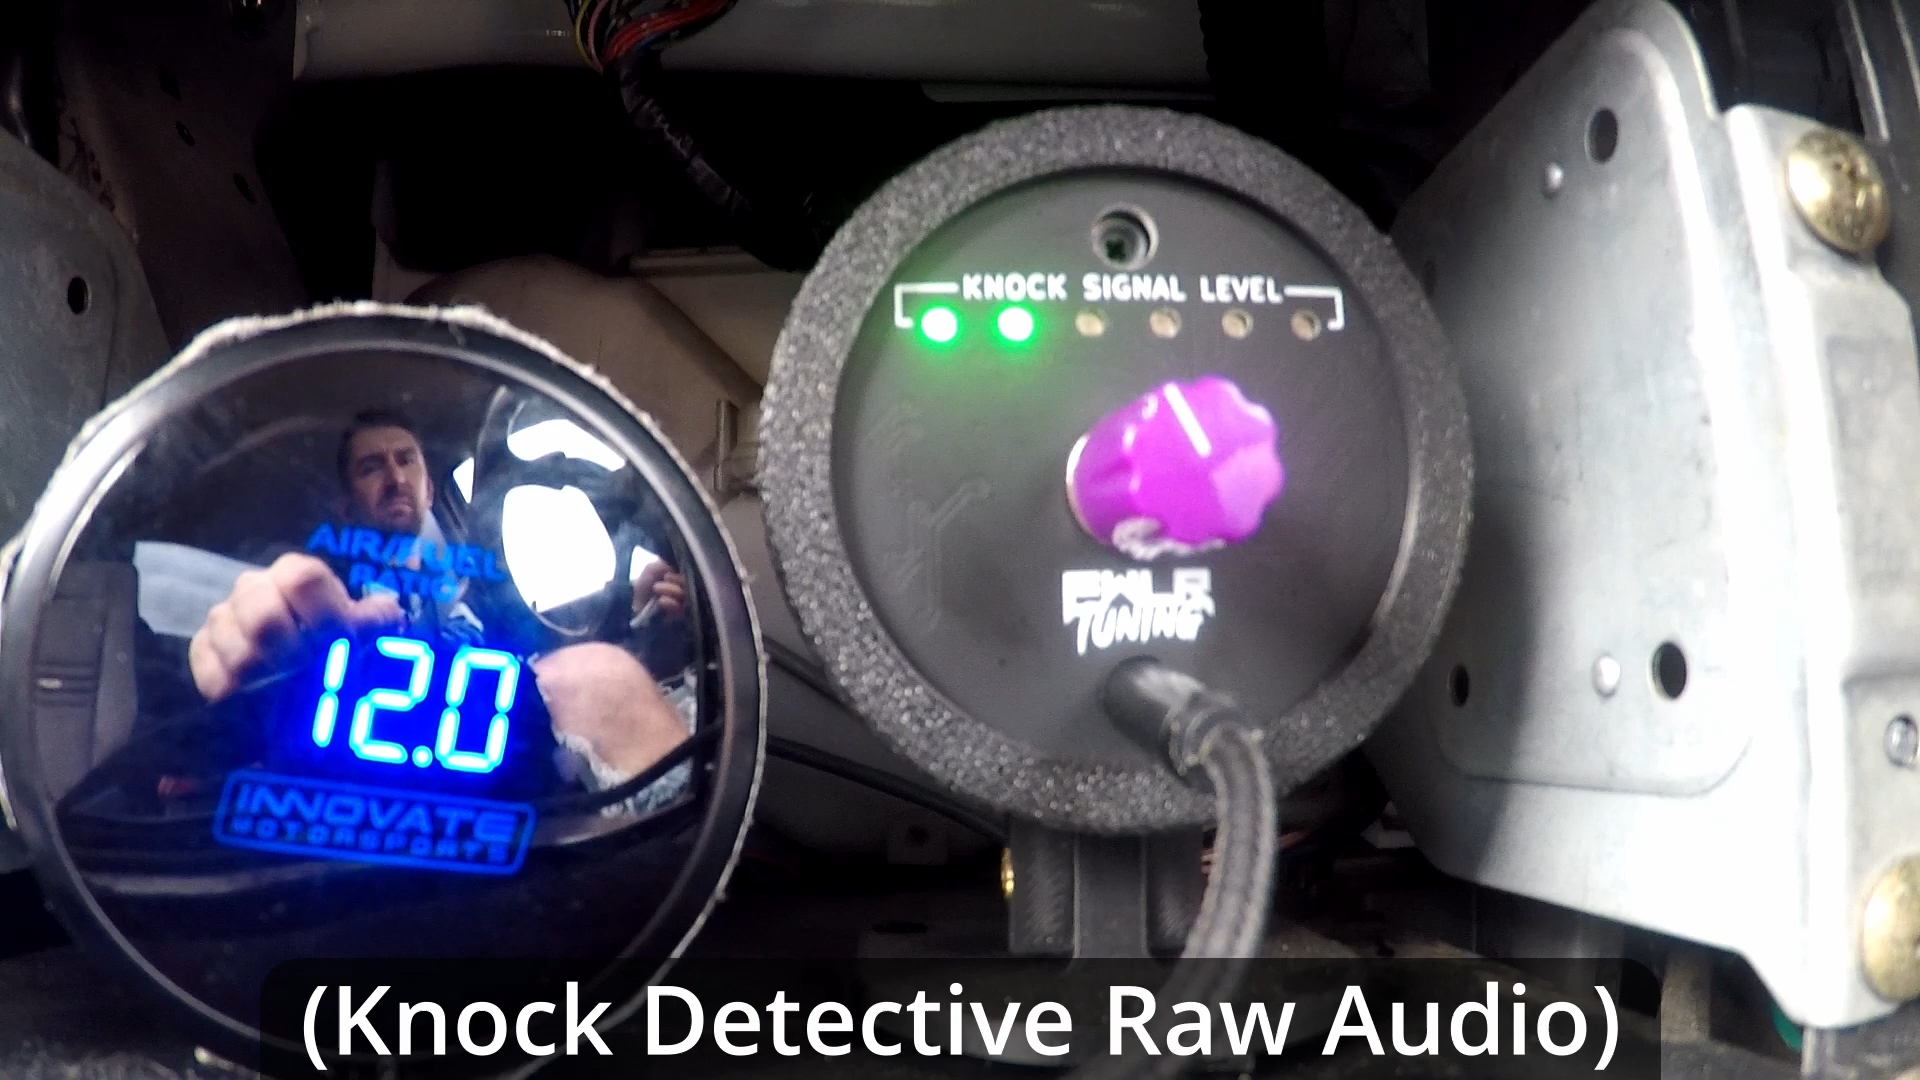 KNOCK SIGNAL LEVEL
TUNING
AIR/FUEL
RATIO
12.0
INNOVATE
MOTORSPORTS
(Knock Detective Raw Audio)